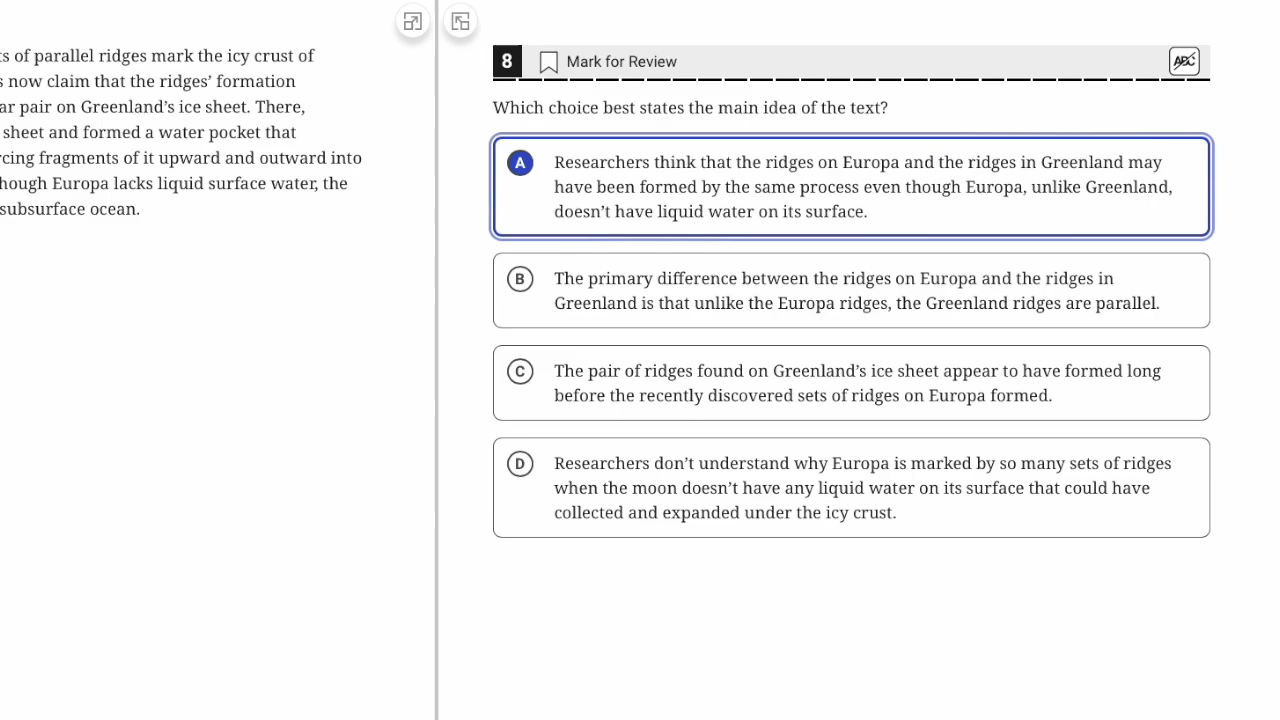 ts of parallel ridges mark the icy crust of
s now claim that the ridges’ formation
ar pair on Greenland’s ice sheet. There,
sheet and formed a water pocket that
rcing fragments of it upward and outward into
hough Europa lacks liquid surface water, the
subsurface ocean.
8 Mark for Review ABC
Which choice best states the main idea of the text?
A Researchers think that the ridges on Europa and the ridges in Greenland may
have been formed by the same process even though Europa, unlike Greenland,
doesn’t have liquid water on its surface.
B The primary difference between the ridges on Europa and the ridges in
Greenland is that unlike the Europa ridges, the Greenland ridges are parallel.
C The pair of ridges found on Greenland’s ice sheet appear to have formed long
before the recently discovered sets of ridges on Europa formed.
D Researchers don’t understand why Europa is marked by so many sets of ridges
when the moon doesn’t have any liquid water on its surface that could have
collected and expanded under the icy crust.